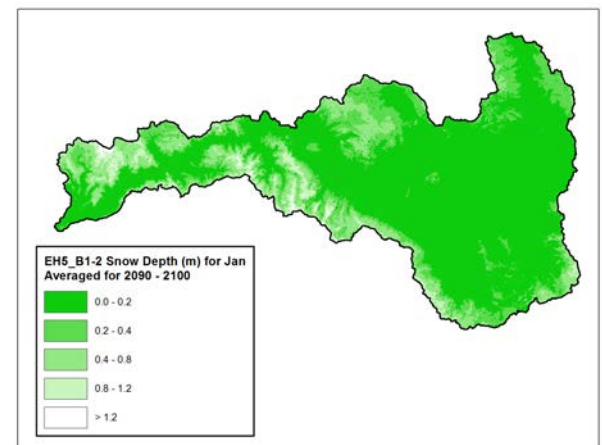 EH5_B1-2 Snow Depth (m) for Jan
Averaged for 2090 - 2100
0.0 - 0.2
0.2 - 0.4
0.4 - 0.8
0.8 - 1.2
> 1.2